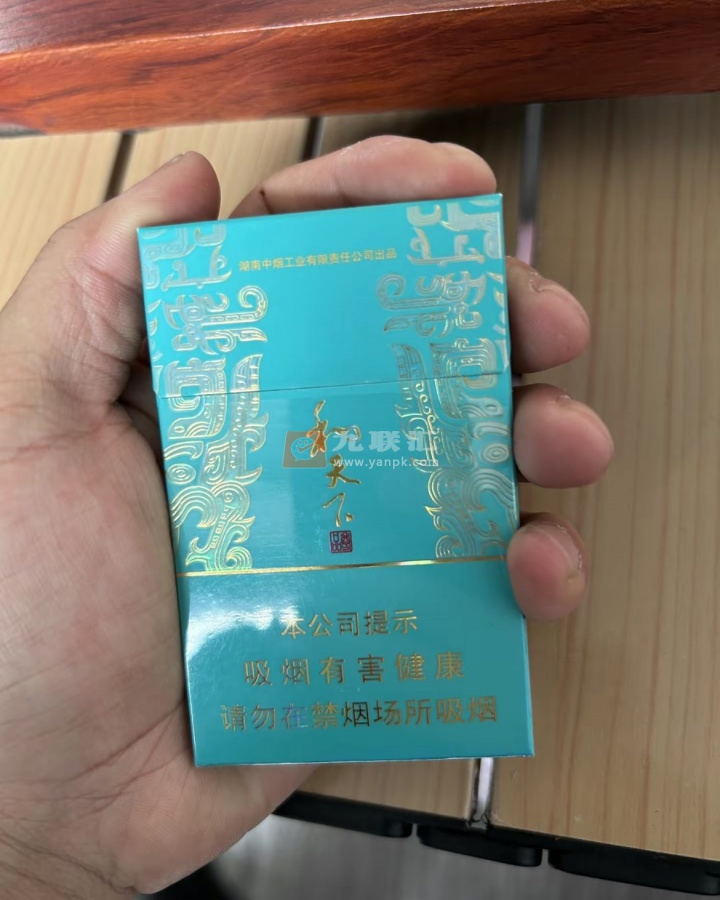 湖南中烟工业有限责任公司出品
和天下
九联汇
www.yanpk.com
本公司提示
吸烟有害健康
请勿在禁烟场所吸烟